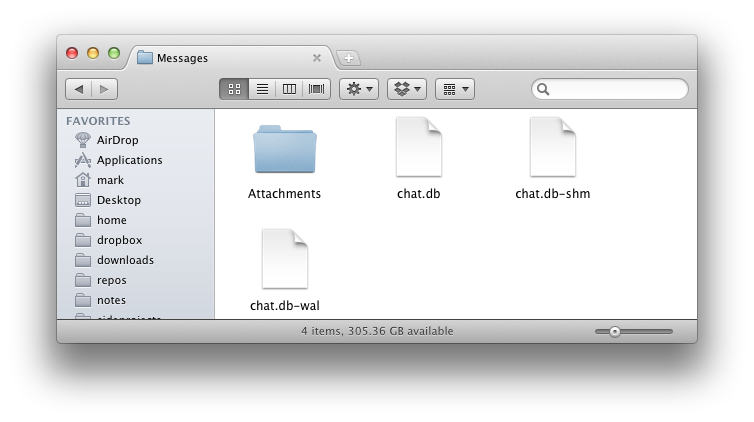 Messages
FAVORITES
AirDrop
Applications
mark
Desktop
home
dropbox
downloads
repos
notes
sideprojects
Attachments
chat.db
chat.db-shm
chat.db-wal
4 items, 305.36 GB available